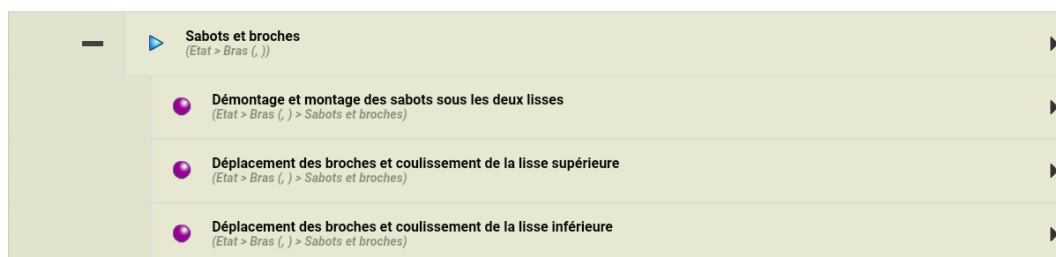 Sabots et broches
(Etat > Bras (, ))
Démontage et montage des sabots sous les deux lisses
(Etat > Bras (, ) > Sabots et broches)
Déplacement des broches et coulissement de la lisse supérieure
(Etat > Bras (, ) > Sabots et broches)
Déplacement des broches et coulissement de la lisse inférieure
(Etat > Bras (, ) > Sabots et broches)